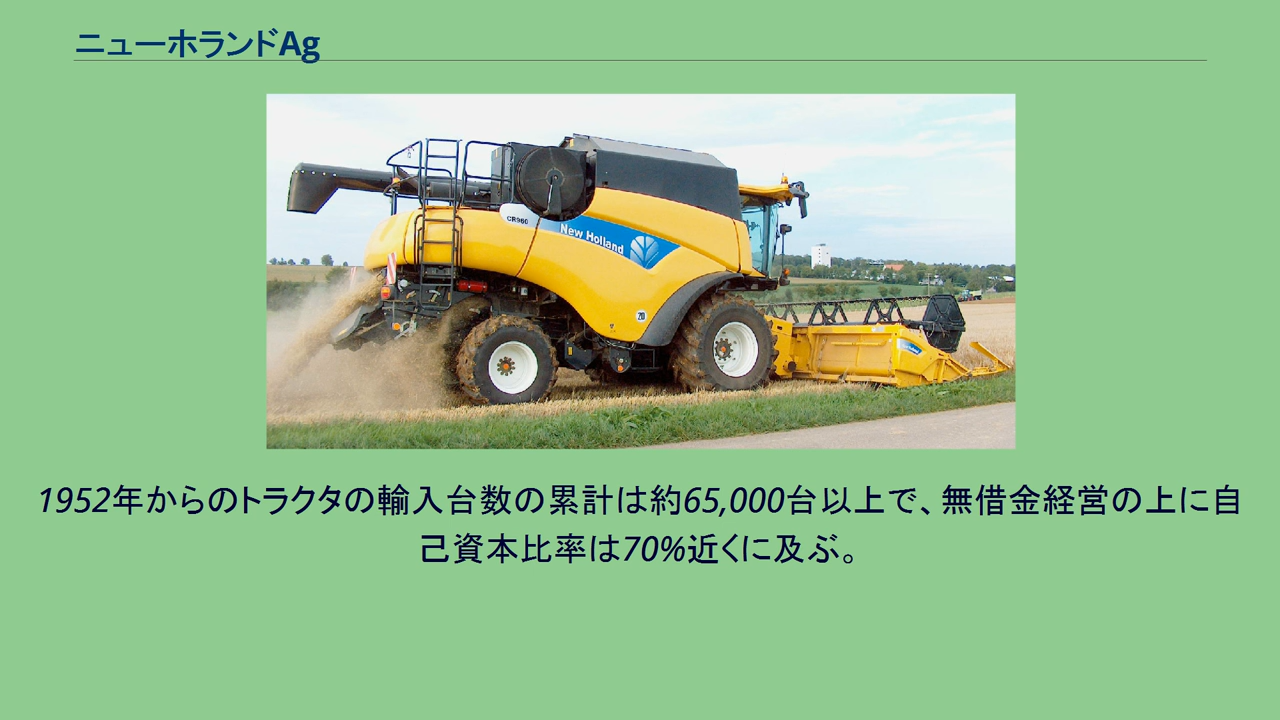 ニューホランドAg
CR980
New Holland
20
1952年からのトラクタの輸入台数の累計は約65,000台以上で、無借金経営の上に自
己資本比率は70%近くに及ぶ。